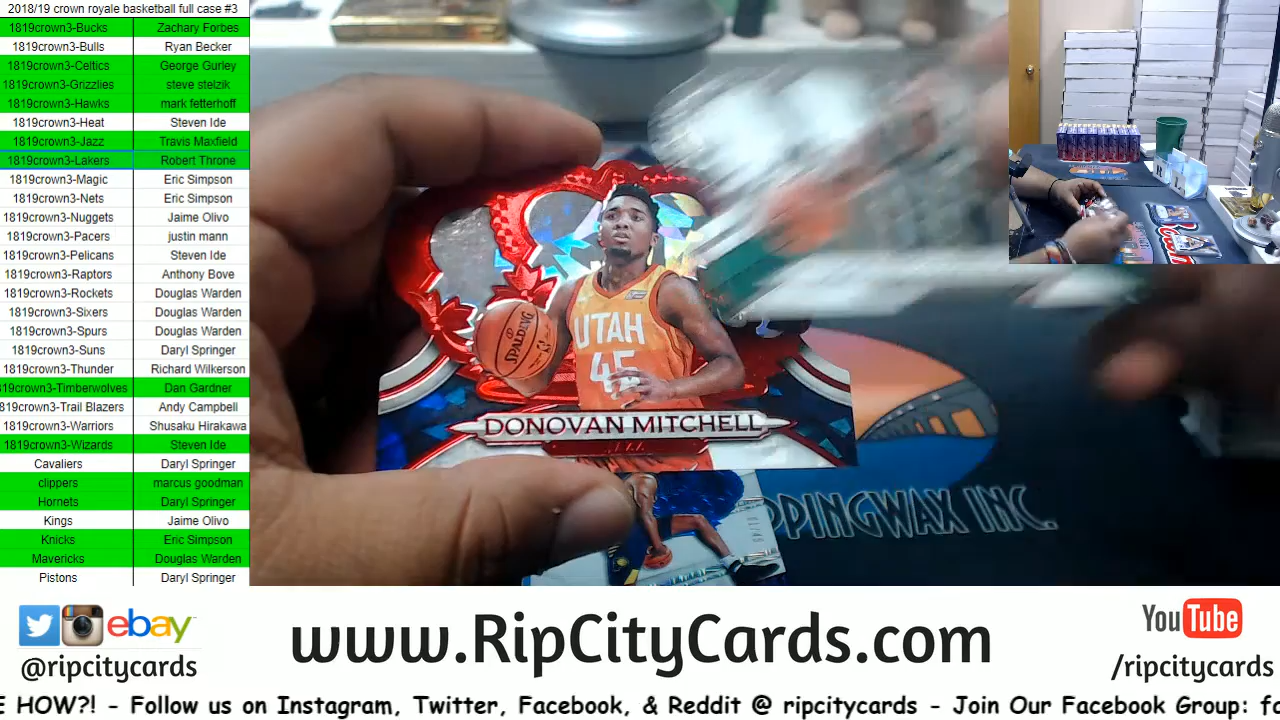 2018/19 crown royale basketball full case #3
1819crown3-Bucks Zachary Forbes
1819crown3-Bulls Ryan Becker
1819crown3-Celtics George Gurley
1819crown3-Grizzlies steve stelzik
1819crown3-Hawks mark fetterhoff
1819crown3-Heat Steven Ide
1819crown3-Jazz Travis Maxfield
1819crown3-Lakers Robert Throne
1819crown3-Magic Eric Simpson
1819crown3-Nets Eric Simpson
1819crown3-Nuggets Jaime Olivo
1819crown3-Pacers justin mann
1819crown3-Pelicans Steven Ide
1819crown3-Raptors Anthony Bove
1819crown3-Rockets Douglas Warden
1819crown3-Sixers Douglas Warden
1819crown3-Spurs Douglas Warden
1819crown3-Suns Daryl Springer
1819crown3-Thunder Richard Wilkerson
819crown3-Timberwolves Dan Gardner
819crown3-Trail Blazers Andy Campbell
1819crown3-Warriors Shusaku Hirakawa
1819crown3-Wizards Steven Ide
Cavaliers Daryl Springer
clippers marcus goodman
Hornets Daryl Springer
Kings Jaime Olivo
Knicks Eric Simpson
Mavericks Douglas Warden
Pistons Daryl Springer
SPALDING
UTAH
45
DONOVAN MITCHELL
PPINGWAX INC.
ebay
@ripcitycards
www.RipCityCards.com
YouTube
/ripcitycards
E HOW?! - Follow us on Instagram, Twitter, Facebook, & Reddit @ ripcitycards - Join Our Facebook Group: fa